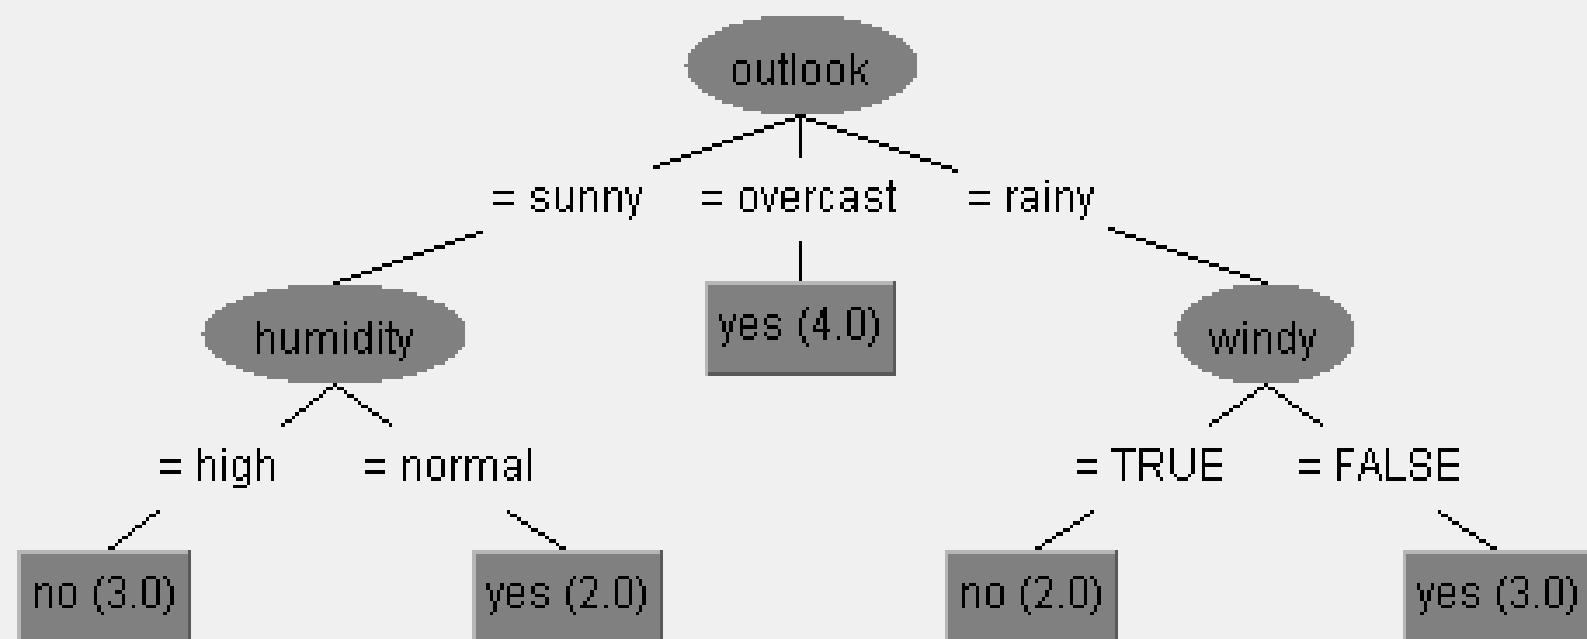 outlook
= sunny = overcast = rainy
humidity yes (4.0) windy
= high = normal = TRUE = FALSE
no (3.0) yes (2.0) no (2.0) yes (3.0)